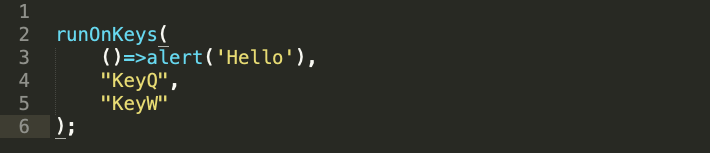 1
2 runOnKeys(
3     ()=>alert('Hello'),
4     "KeyQ",
5     "KeyW"
6 );